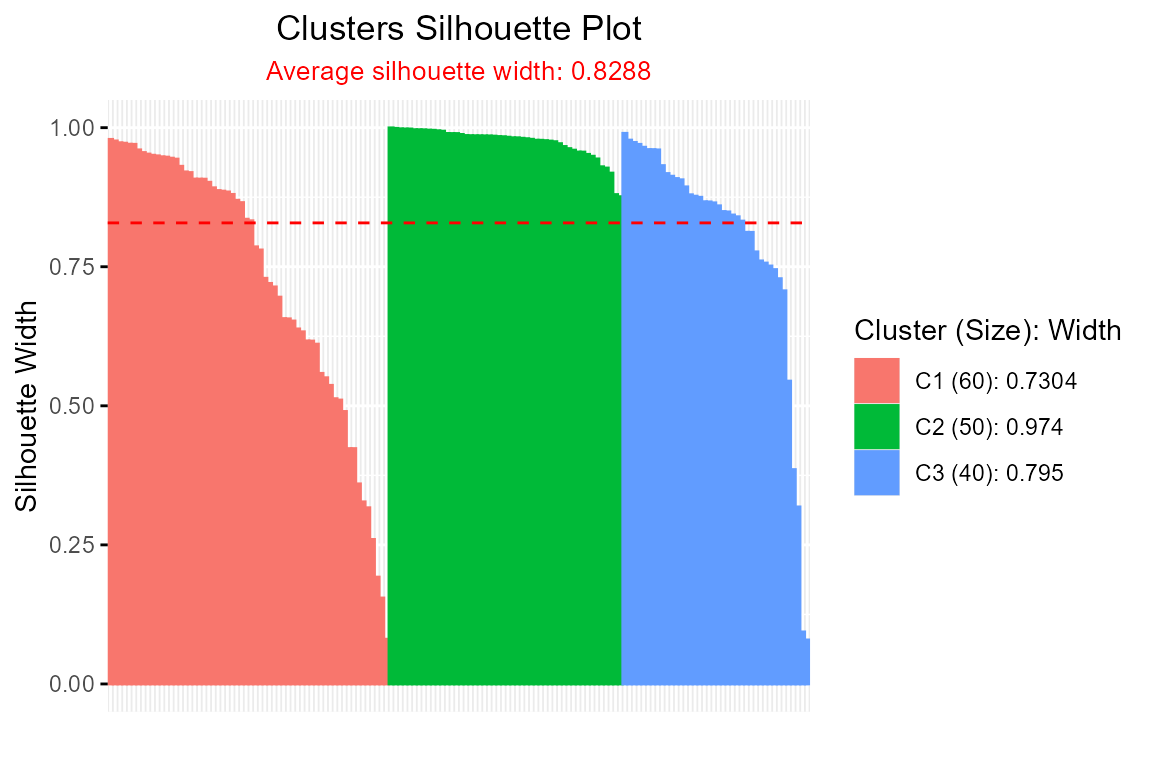 Clusters Silhouette Plot
Average silhouette width: 0.8288
Silhouette Width
1.00
0.75
0.50
0.25
0.00
Cluster (Size): Width
C1 (60): 0.7304
C2 (50): 0.974
C3 (40): 0.795